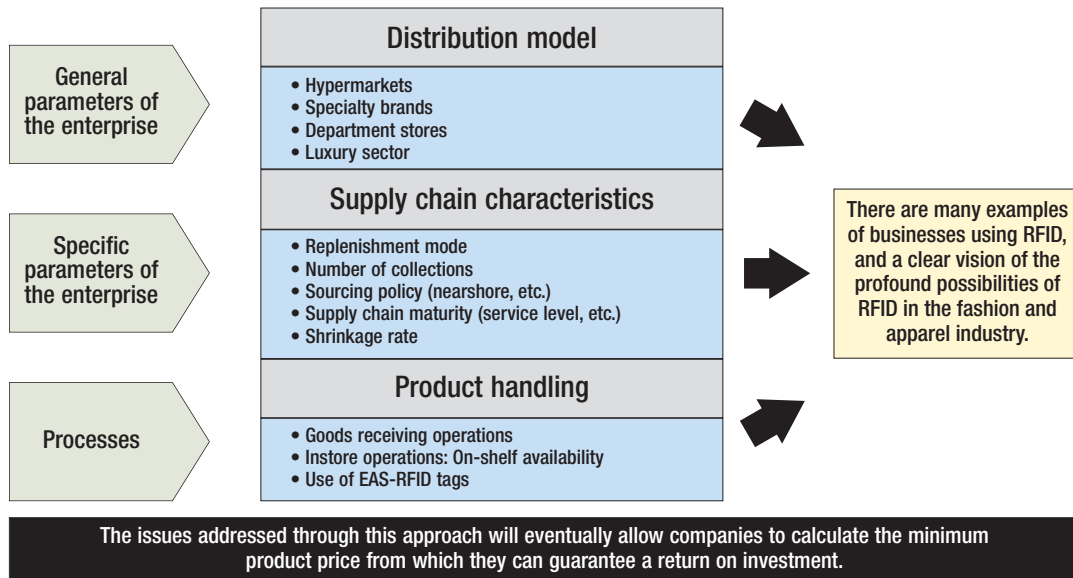 General
parameters of
the enterprise
Distribution model
• Hypermarkets
• Specialty brands
• Department stores
• Luxury sector
Specific
parameters of
the enterprise
Supply chain characteristics
• Replenishment mode
• Number of collections
• Sourcing policy (nearshore, etc.)
• Supply chain maturity (service level, etc.)
• Shrinkage rate
Processes
Product handling
• Goods receiving operations
• Instore operations: On-shelf availability
• Use of EAS-RFID tags
There are many examples
of businesses using RFID,
and a clear vision of the
profound possibilities of
RFID in the fashion and
apparel industry.
The issues addressed through this approach will eventually allow companies to calculate the minimum
product price from which they can guarantee a return on investment.